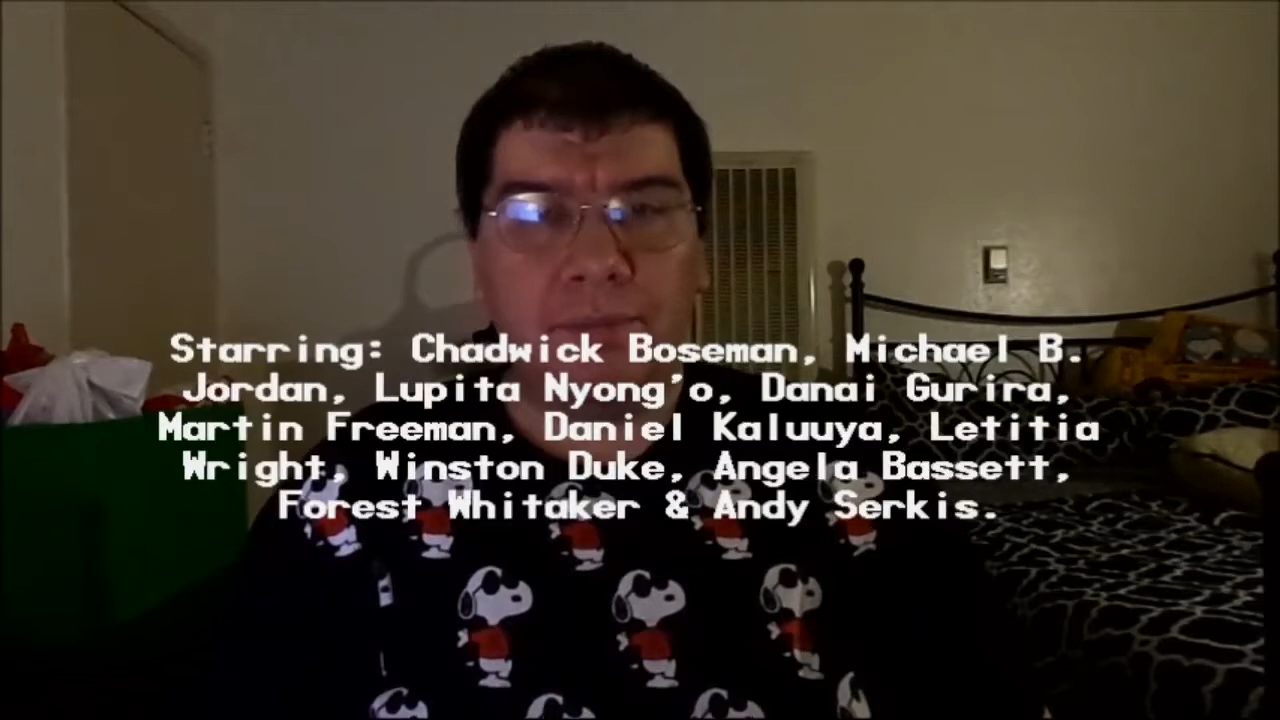 Starring: Chadwick Boseman, Michael B.
Jordan, Lupita Nyong'o, Danai Gurira,
Martin Freeman, Daniel Kaluuya, Letitia
Wright, Winston Duke, Angela Bassett,
Forest Whitaker & Andy Serkis.